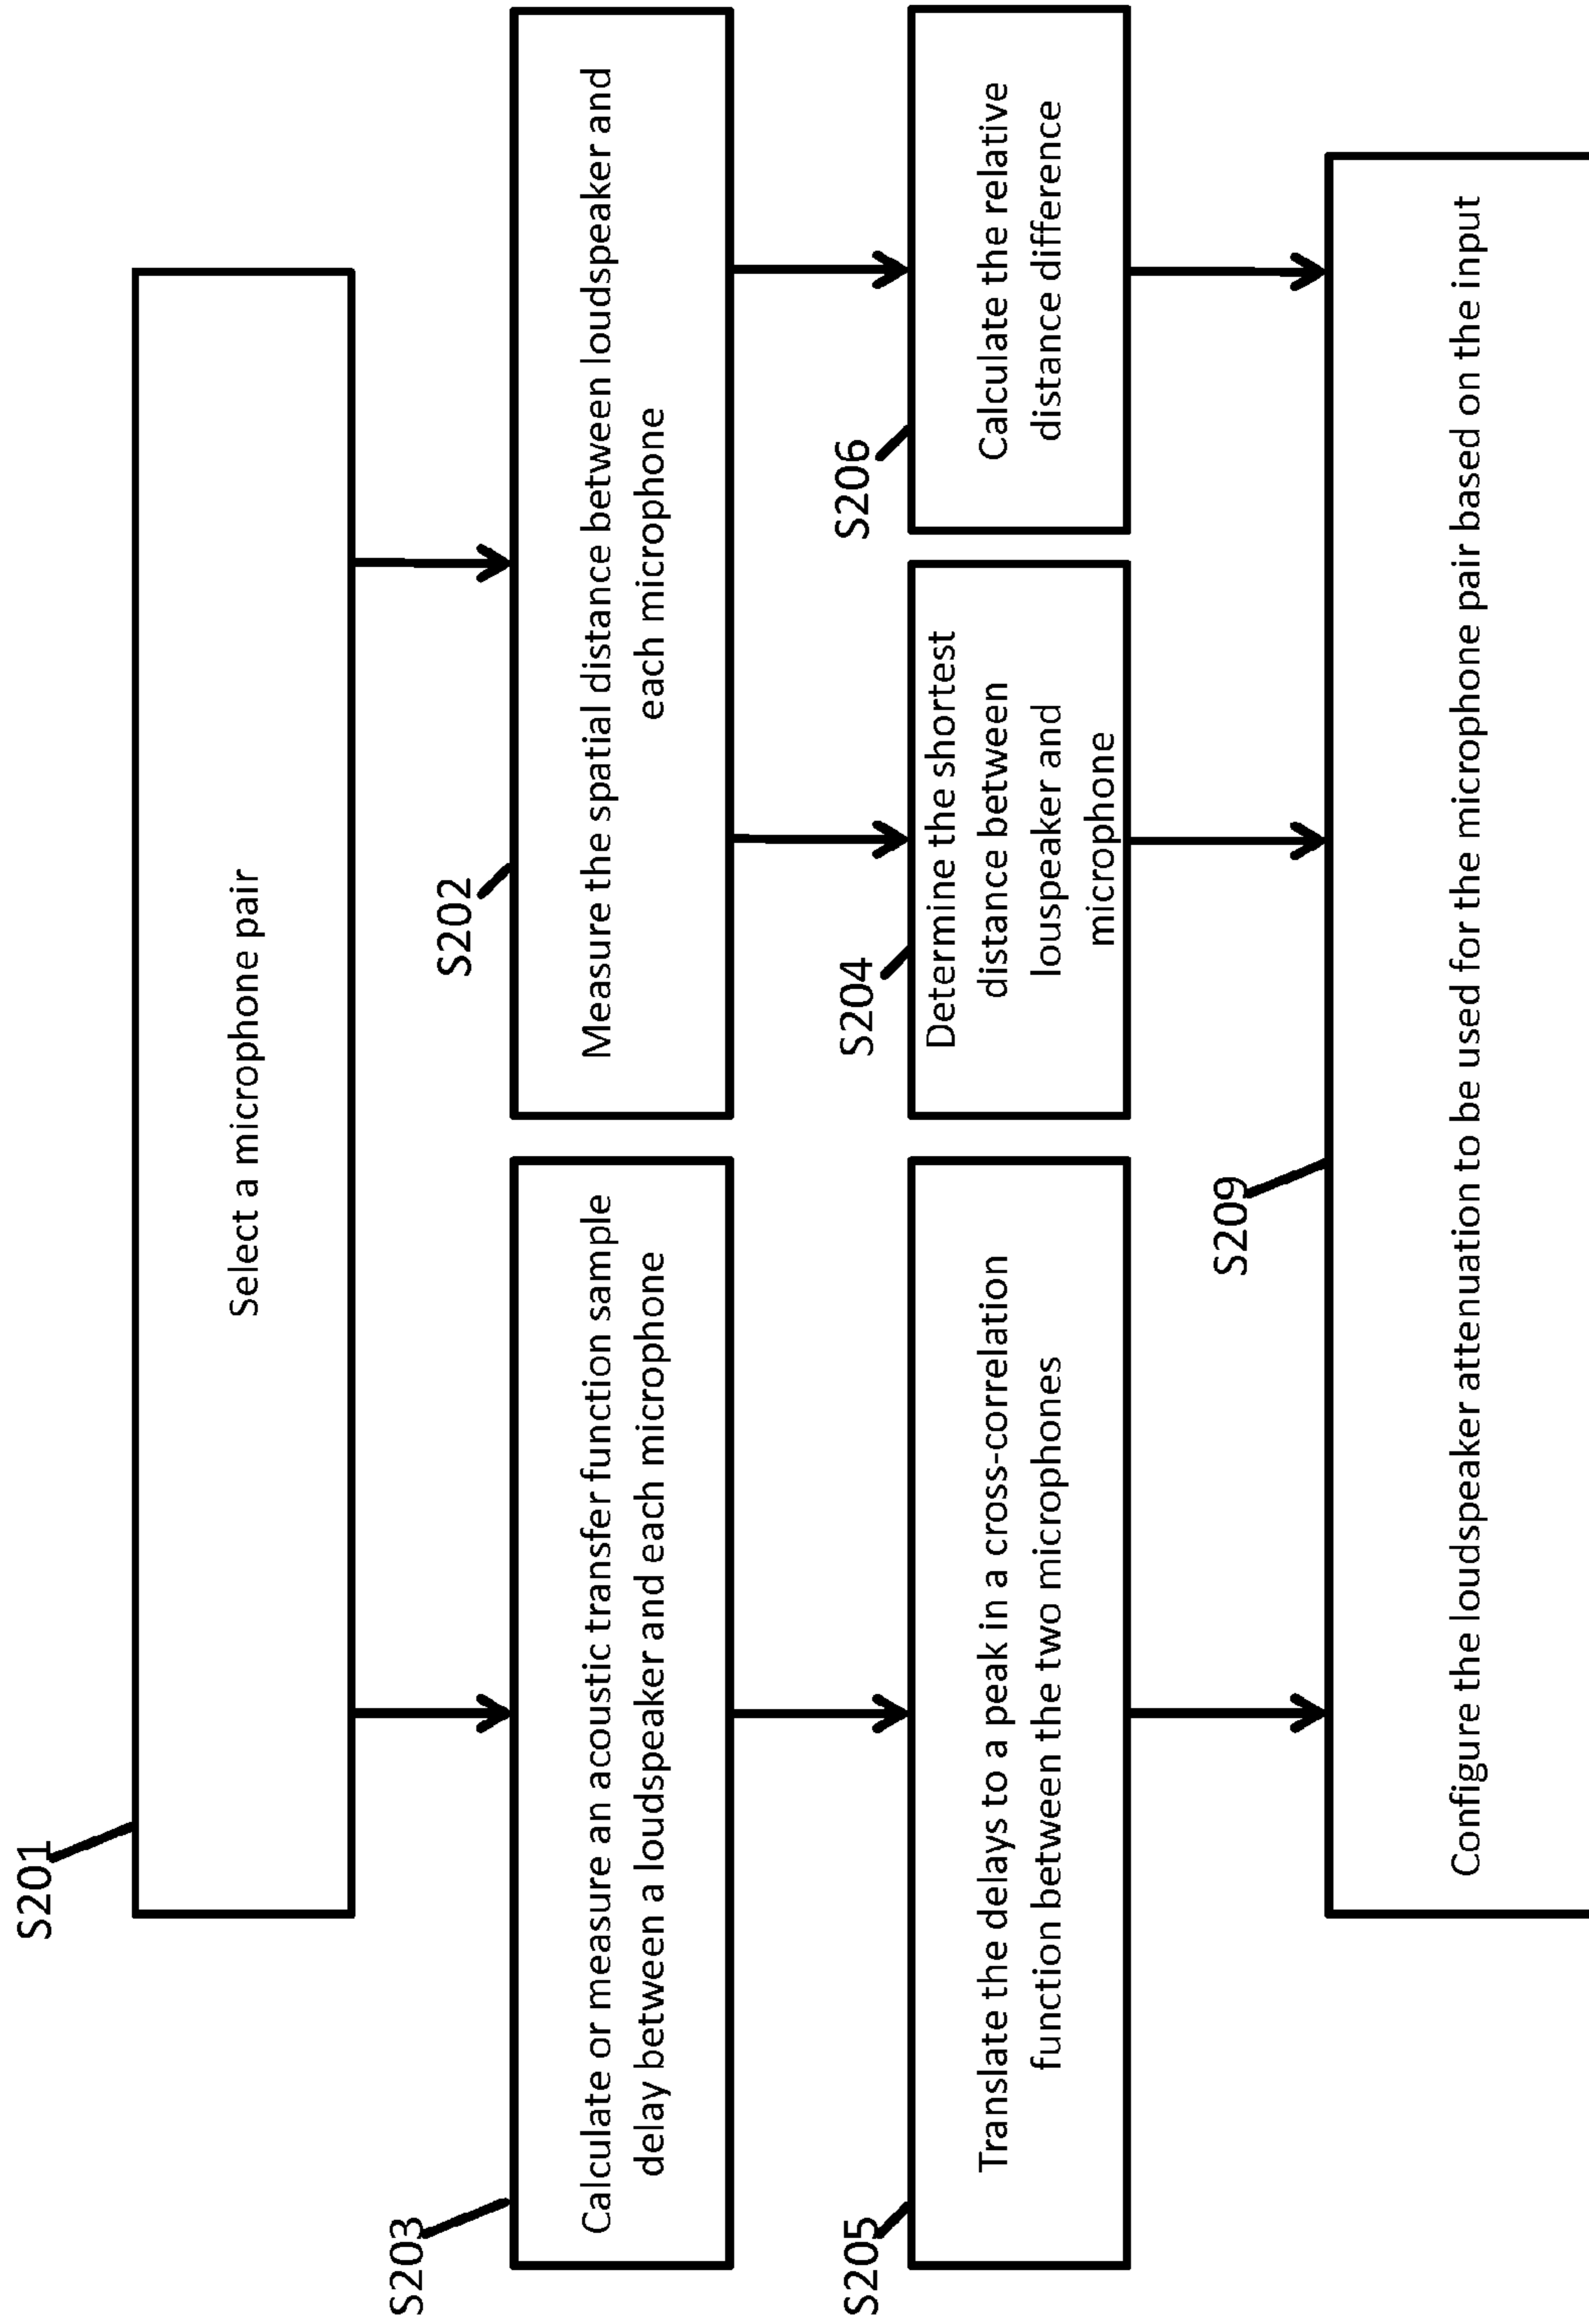 S201
Select a microphone pair
S203
Calculate or measure an acoustic transfer function sample
delay between a loudspeaker and each microphone
S202
Measure the spatial distance between loudspeaker and
each microphone
S205
Translate the delays to a peak in a cross-correlation
function between the two microphones
S204
Determine the shortest
distance between
louspeaker and
microphone
S206
Calculate the relative
distance difference
S209
Configure the loudspeaker attenuation to be used for the microphone pair based on the input